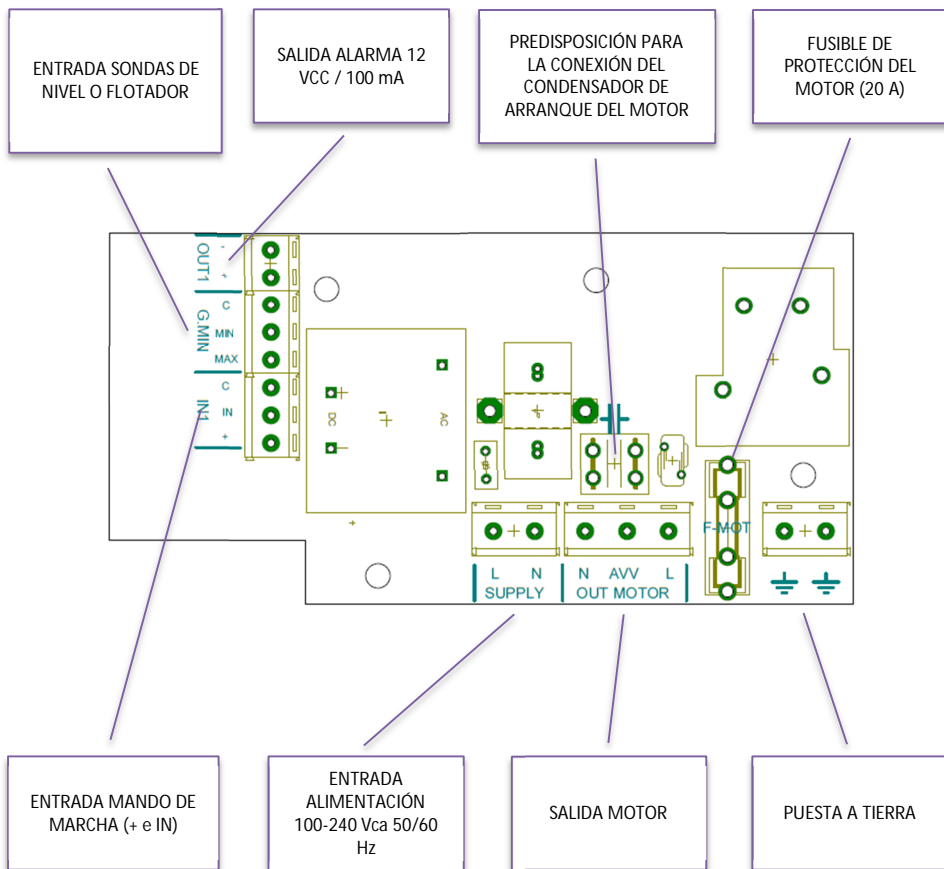 ENTRADA SONDAS DE
NIVEL O FLOTADOR
SALIDA ALARMA 12
VCC / 100 mA
PREDISPOSICIÓN PARA
LA CONEXIÓN DEL
CONDENSADOR DE
ARRANQUE DEL MOTOR
FUSIBLE DE
PROTECCIÓN DEL
MOTOR (20 A)
OUT1
-
+
G.MIN
C
MIN
MAX
IN1
C
IN
+
DC
AC
F-MOT
L N
SUPPLY
N AVV L
OUT MOTOR
ENTRADA MANDO DE
MARCHA (+ e IN)
ENTRADA
ALIMENTACIÓN
100-240 Vca 50/60
Hz
SALIDA MOTOR
PUESTA A TIERRA